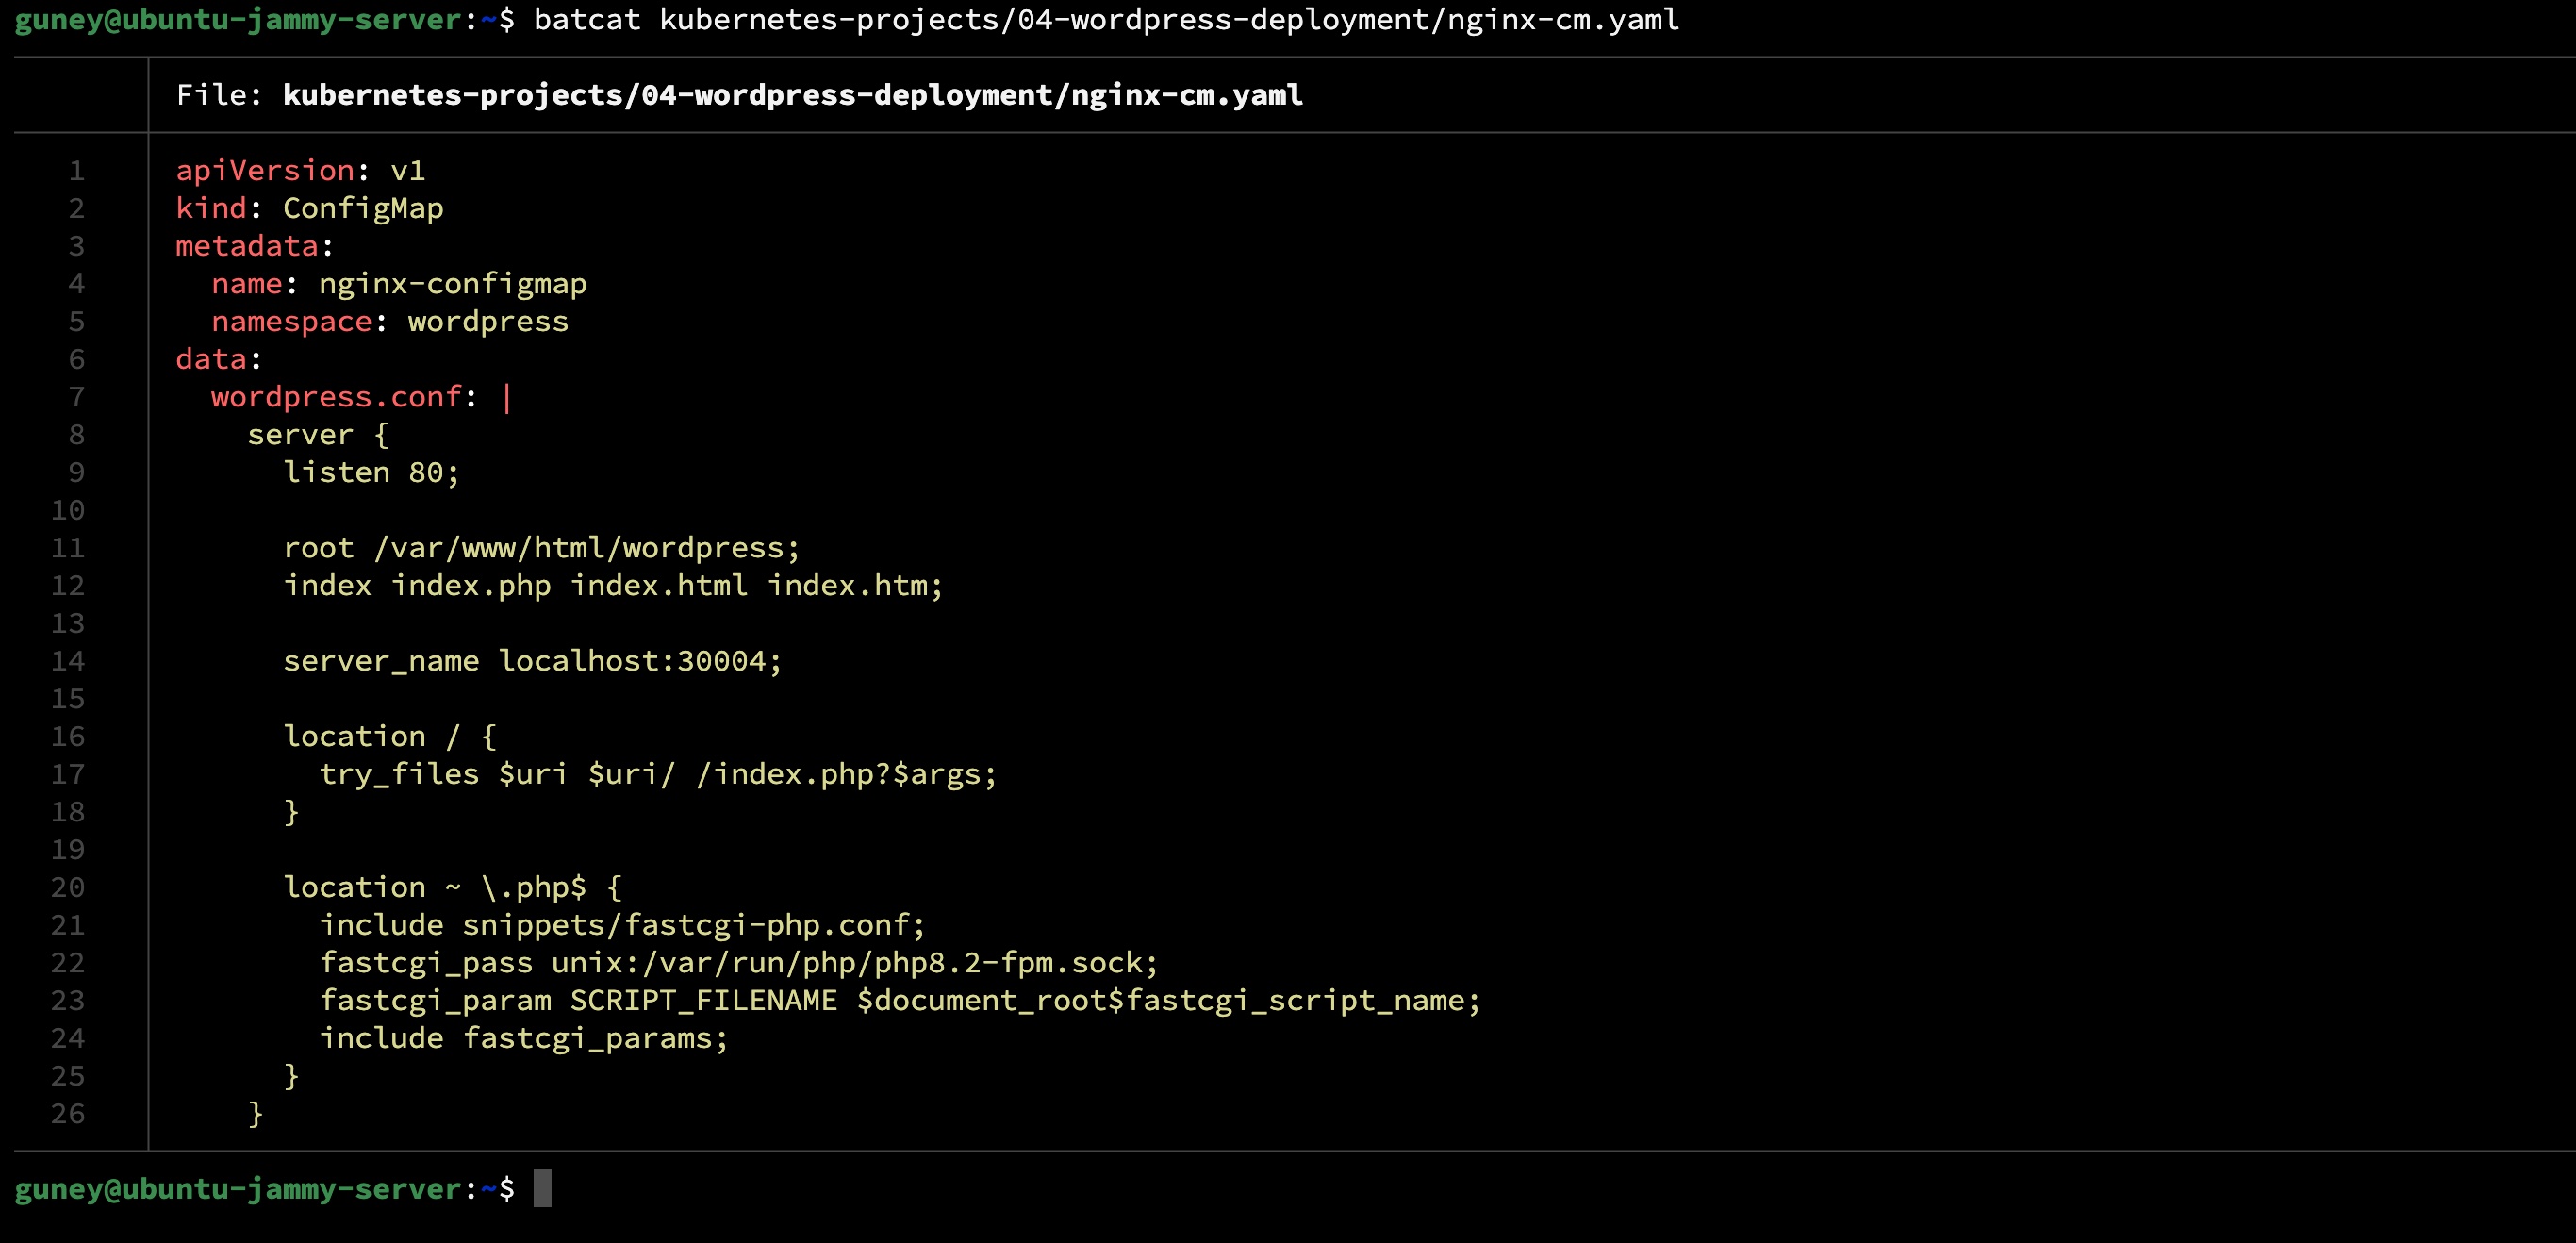 guney@ubuntu-jammy-server:~$ batcat kubernetes-projects/04-wordpress-deployment/nginx-cm.yaml
File: kubernetes-projects/04-wordpress-deployment/nginx-cm.yaml
1 apiVersion: v1
2 kind: ConfigMap
3 metadata:
4   name: nginx-configmap
5   namespace: wordpress
6 data:
7   wordpress.conf: |
8     server {
9       listen 80;
10
11       root /var/www/html/wordpress;
12       index index.php index.html index.htm;
13
14       server_name localhost:30004;
15
16       location / {
17         try_files $uri $uri/ /index.php?$args;
18       }
19
20       location ~ \.php$ {
21         include snippets/fastcgi-php.conf;
22         fastcgi_pass unix:/var/run/php/php8.2-fpm.sock;
23         fastcgi_param SCRIPT_FILENAME $document_root$fastcgi_script_name;
24         include fastcgi_params;
25       }
26     }
guney@ubuntu-jammy-server:~$